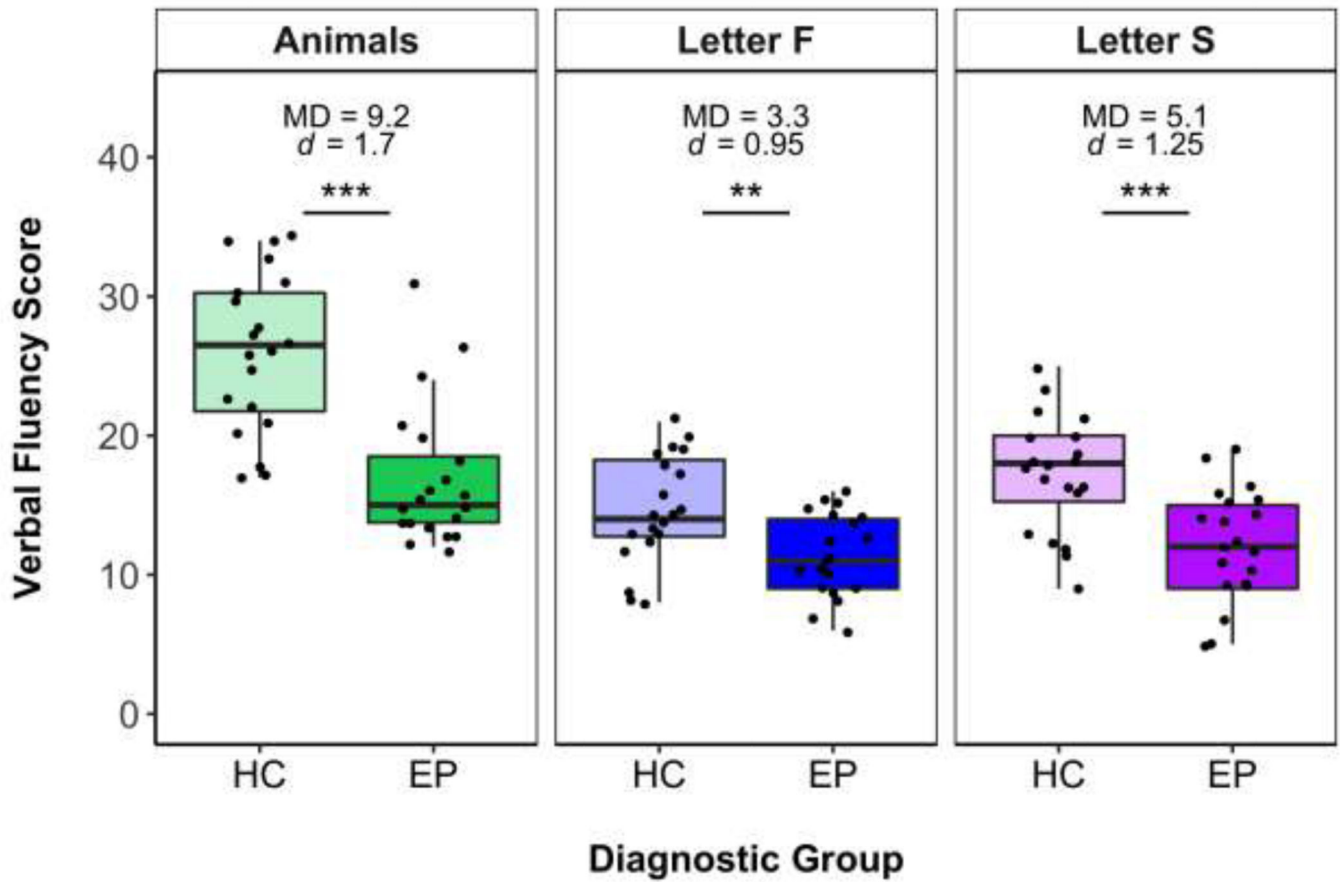 Animals
Letter F
Letter S
MD = 9.2
d = 1.7
***
MD = 3.3
d = 0.95
**
MD = 5.1
d = 1.25
***
Verbal Fluency Score
40
30
20
10
0
HC
EP
HC
EP
HC
EP
Diagnostic Group